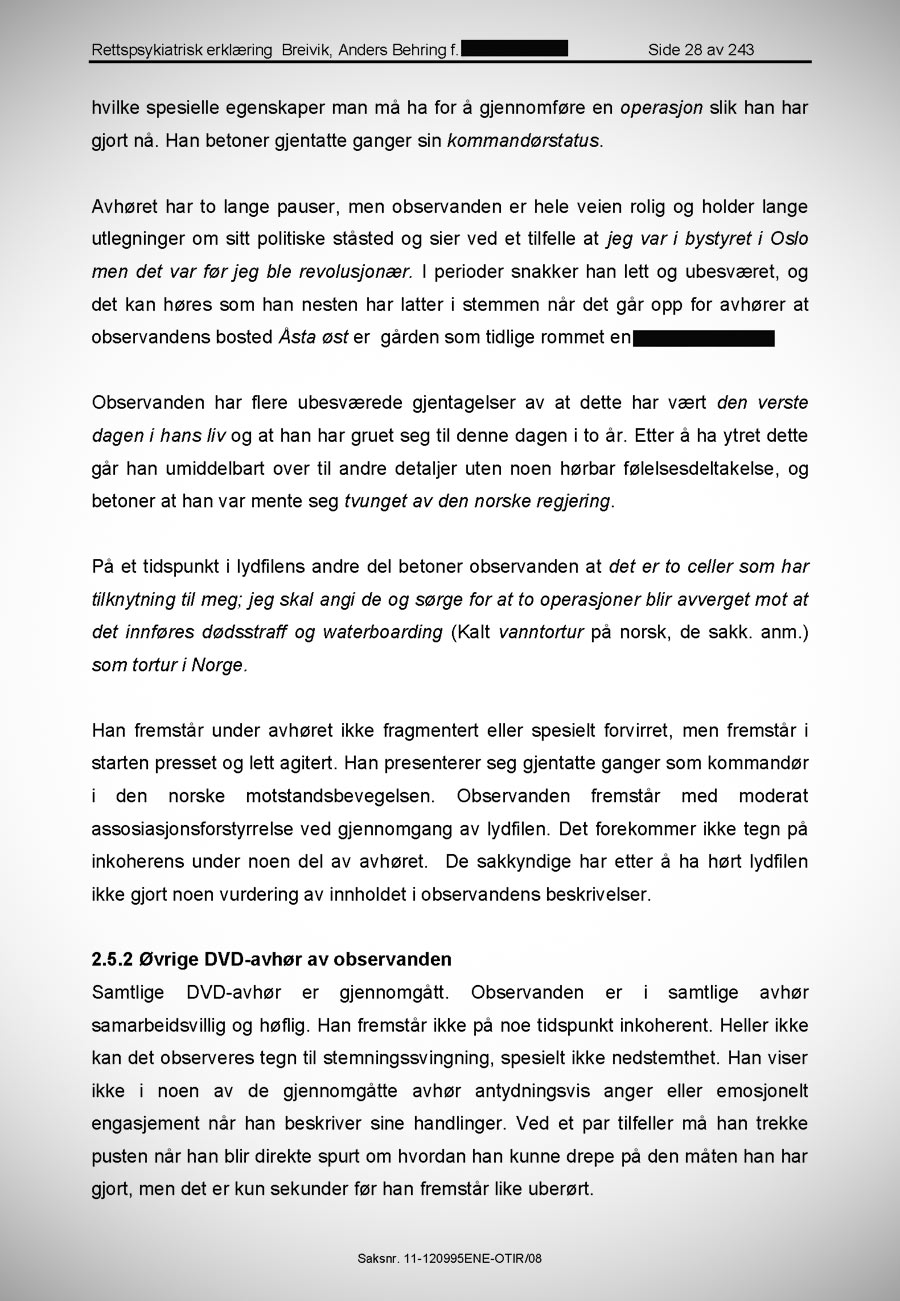 Rettspsykiatrisk erklæring  Breivik, Anders Behring f. Side 28 av 243
hvilke spesielle egenskaper man må ha for å gjennomføre en operasjon slik han har
gjort nå. Han betoner gjentatte ganger sin kommandørstatus.
Avhøret har to lange pauser, men observanden er hele veien rolig og holder lange
utlegninger om sitt politiske ståsted og sier ved et tilfelle at jeg var i bystyret i Oslo
men det var før jeg ble revolusjonær. I perioder snakker han lett og ubesværet, og
det kan høres som han nesten har latter i stemmen når det går opp for avhører at
observandens bosted Åsta øst er  gården som tidlige rommet en
Observanden har flere ubesværede gjentagelser av at dette har vært den verste
dagen i hans liv og at han har gruet seg til denne dagen i to år. Etter å ha ytret dette
går han umiddelbart over til andre detaljer uten noen hørbar følelsesdeltakelse, og
betoner at han var mente seg tvunget av den norske regjering.
På et tidspunkt i lydfilens andre del betoner observanden at det er to celler som har
tilknytning til meg; jeg skal angi de og sørge for at to operasjoner blir avverget mot at
det innføres dødsstraff og waterboarding (Kalt vanntortur på norsk, de sakk. anm.)
som tortur i Norge.
Han fremstår under avhøret ikke fragmentert eller spesielt forvirret, men fremstår i
starten presset og lett agitert. Han presenterer seg gjentatte ganger som kommandør
i den norske motstandsbevegelsen. Observanden fremstår med moderat
assosiasjonsforstyrrelse ved gjennomgang av lydfilen. Det forekommer ikke tegn på
inkoherens under noen del av avhøret.  De sakkyndige har etter å ha hørt lydfilen
ikke gjort noen vurdering av innholdet i observandens beskrivelser.
2.5.2 Øvrige DVD-avhør av observanden
Samtlige DVD-avhør er gjennomgått. Observanden er i samtlige avhør
samarbeidsvillig og høflig. Han fremstår ikke på noe tidspunkt inkoherent. Heller ikke
kan det observeres tegn til stemningssvingning, spesielt ikke nedstemthet. Han viser
ikke i noen av de gjennomgåtte avhør antydningsvis anger eller emosjonelt
engasjement når han beskriver sine handlinger. Ved et par tilfeller må han trekke
pusten når han blir direkte spurt om hvordan han kunne drepe på den måten han har
gjort, men det er kun sekunder før han fremstår like uberørt.
Saksnr. 11-120995ENE-OTIR/08